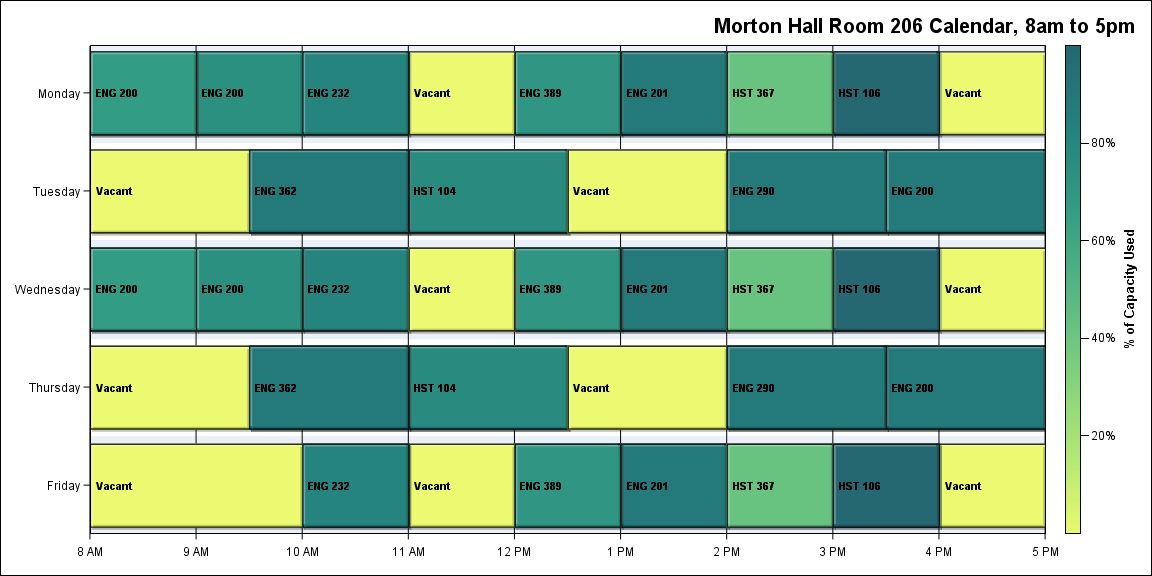 Morton Hall Room 206 Calendar, 8am to 5pm
Monday
ENG 200
ENG 200
ENG 232
Vacant
ENG 389
ENG 201
HST 367
HST 106
Vacant
Tuesday
Vacant
ENG 362
HST 104
Vacant
ENG 290
ENG 200
Wednesday
ENG 200
ENG 200
ENG 232
Vacant
ENG 389
ENG 201
HST 367
HST 106
Vacant
Thursday
Vacant
ENG 362
HST 104
Vacant
ENG 290
ENG 200
Friday
Vacant
ENG 232
Vacant
ENG 389
ENG 201
HST 367
HST 106
Vacant
8 AM
9 AM
10 AM
11 AM
12 PM
1 PM
2 PM
3 PM
4 PM
5 PM
80%
60%
40%
20%
% of Capacity Used